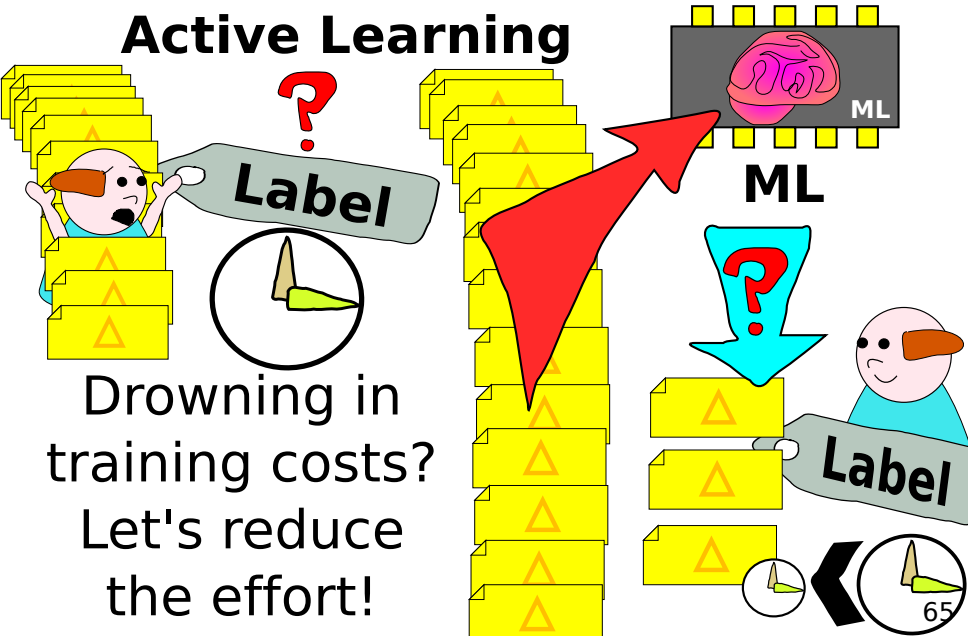 Active Learning
?
Label
Drowning in
training costs?
Let's reduce
the effort!
ML
ML
?
Label
65